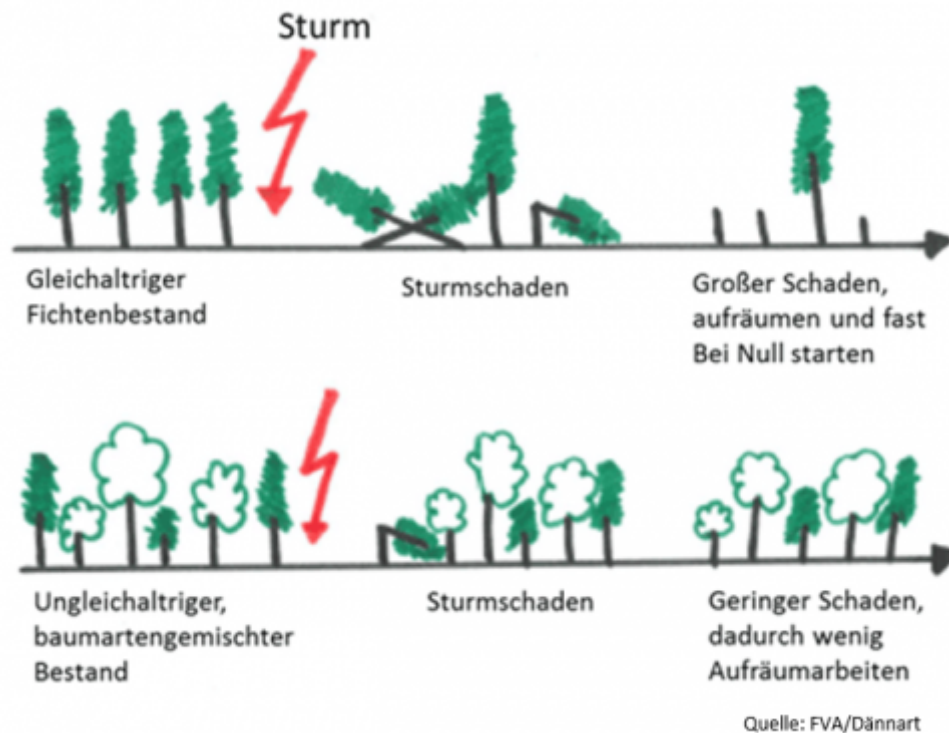 Sturm
Gleichaltriger
Fichtenbestand
Sturmschaden
Großer Schaden,
aufräumen und fast
Bei Null starten
Ungleichaltriger,
baumartengemischter
Bestand
Sturmschaden
Geringer Schaden,
dadurch wenig
Aufräumarbeiten
Quelle: FVA/Dännart